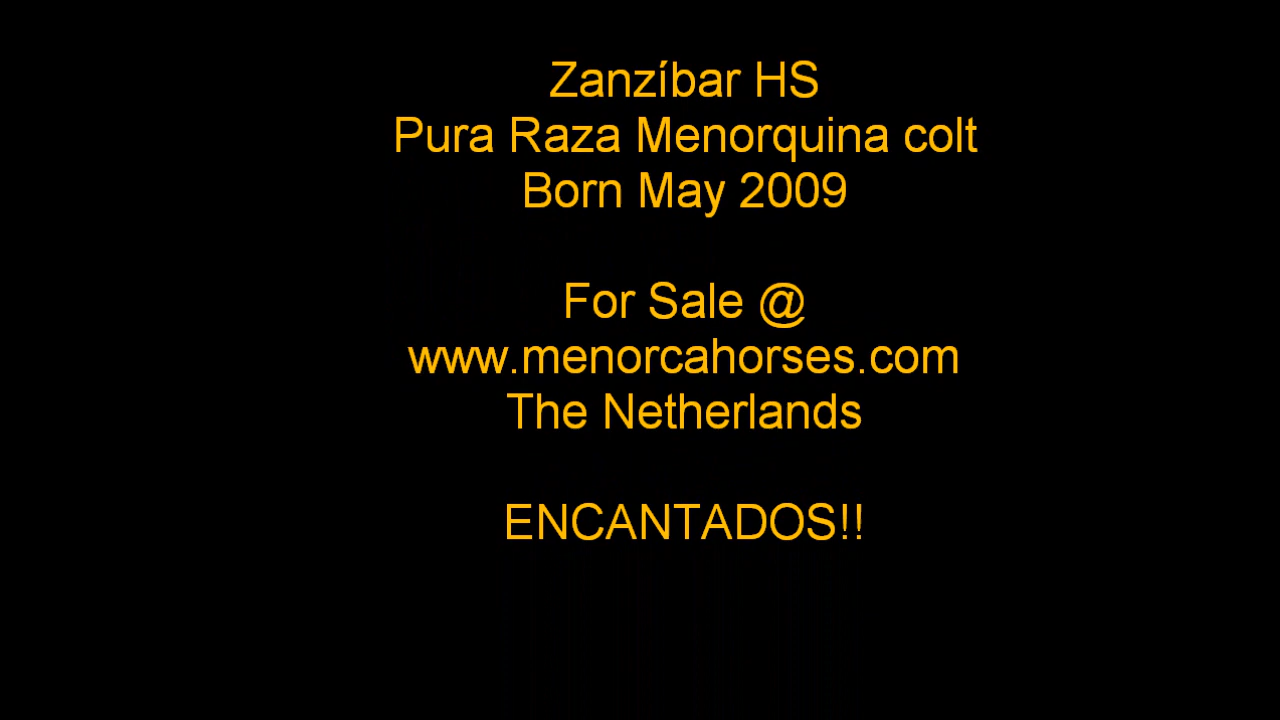 Zanzíbar HS
Pura Raza Menorquina colt
Born May 2009
For Sale @
www.menorcahorses.com
The Netherlands
ENCANTADOS!!